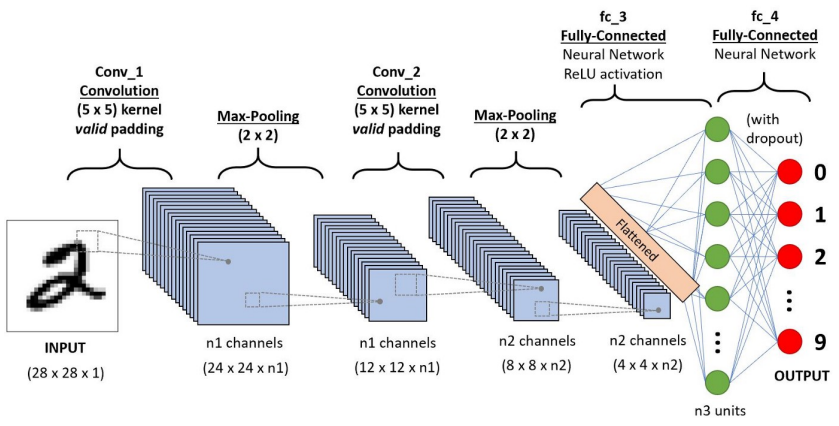 Conv_1
Convolution
(5 x 5) kernel
valid padding
Max-Pooling
(2 x 2)
Conv_2
Convolution
(5 x 5) kernel
valid padding
Max-Pooling
(2 x 2)
fc_3
Fully-Connected
Neural Network
ReLU activation
fc_4
Fully-Connected
Neural Network
(with
dropout)
2
Flattened
0
1
2
9
OUTPUT
INPUT
(28 x 28 x 1)
n1 channels
(24 x 24 x n1)
n1 channels
(12 x 12 x n1)
n2 channels
(8 x 8 x n2)
n2 channels
(4 x 4 x n2)
n3 units